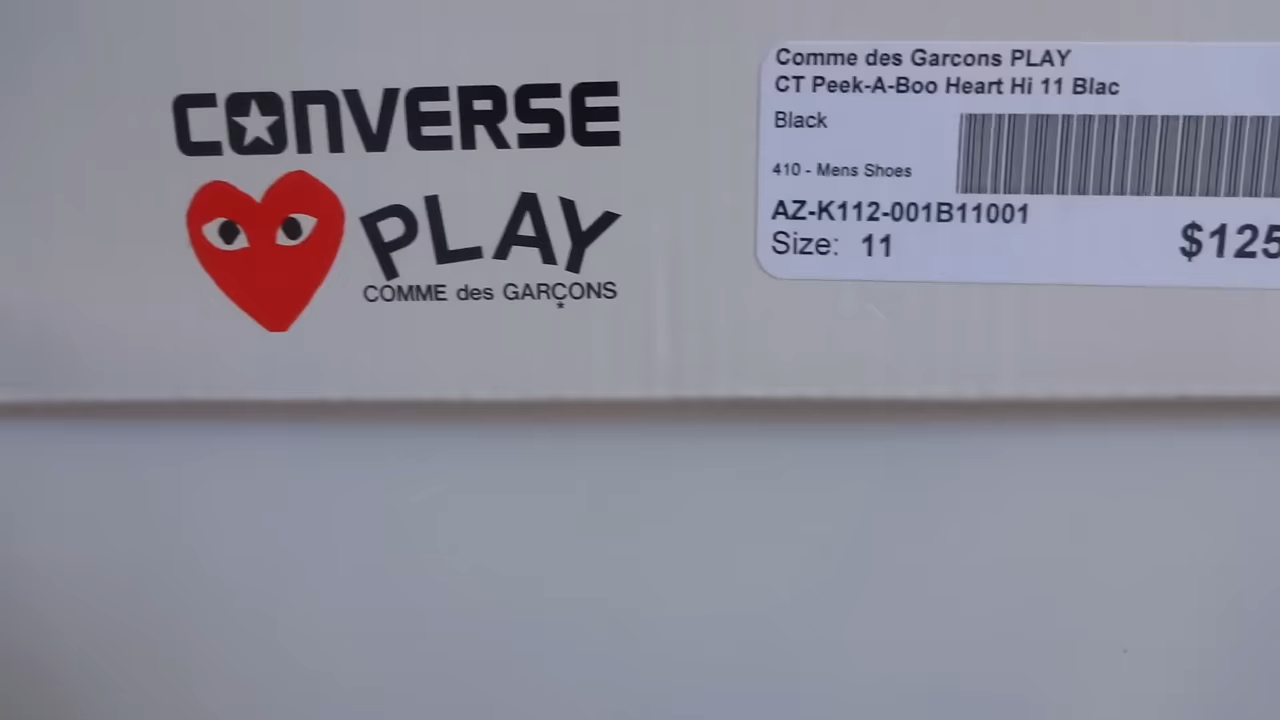 CONVERSE
PLAY
COMME des GARÇONS
Comme des Garcons PLAY
CT Peek-A-Boo Heart Hi 11 Blac
Black
410 - Mens Shoes
AZ-K112-001B11001
Size: 11
$125